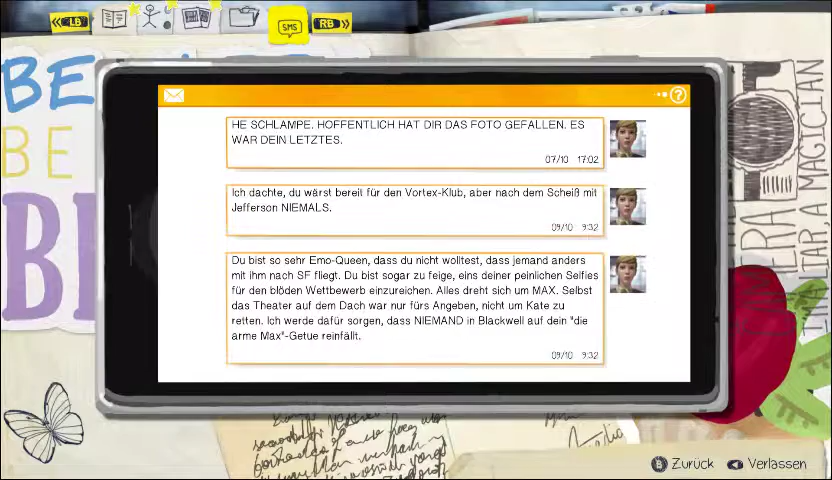 LB
SMS
RB
BE
BE
BE
HE SCHLAMPE. HOFFENTLICH HAT DIR DAS FOTO GEFALLEN. ES
WAR DEIN LETZTES.
07/10 17:02
Ich dachte, du wärst bereit für den Vortex-Klub, aber nach dem Scheiß mit
Jefferson NIEMALS.
09/10 9:32
Du bist so sehr Emo-Queen, dass du nicht wolltest, dass jemand anders
mit ihm nach SF fliegt. Du bist sogar zu feige, eins deiner peinlichen Selfies
für den blöden Wettbewerb einzureichen. Alles dreht sich um MAX. Selbst
das Theater auf dem Dach war nur fürs Angeben, nicht um Kate zu
retten. Ich werde dafür sorgen, dass NIEMAND in Blackwell auf dein "die
arme Max"-Getue reinfällt.
09/10 9:32
MAGICIAN
B Zurück Verlassen